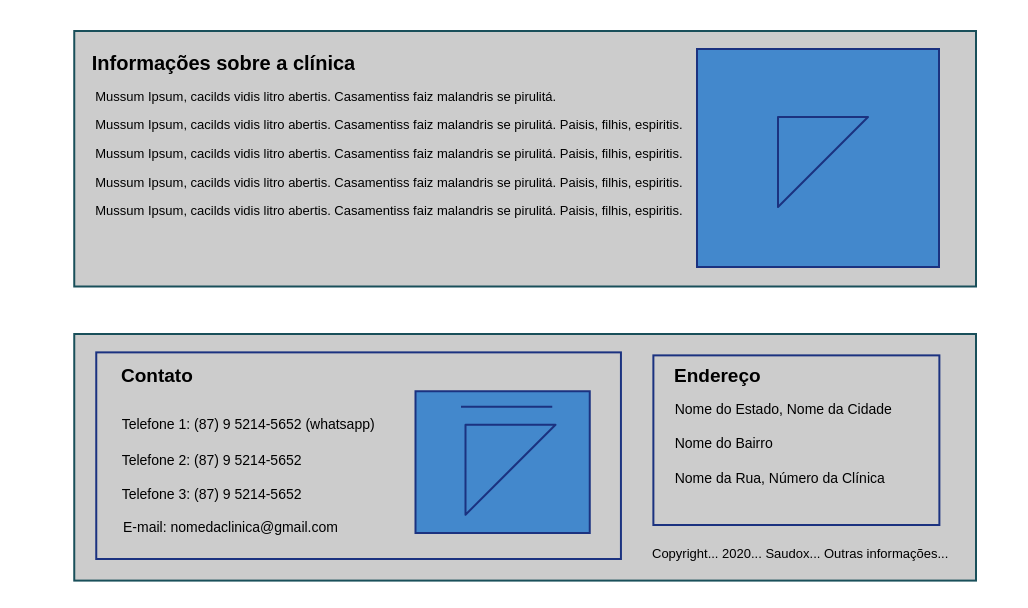 Informações sobre a clínica
Mussum Ipsum, cacilds vidis litro abertis. Casamentiss faiz malandris se pirulitá.
Mussum Ipsum, cacilds vidis litro abertis. Casamentiss faiz malandris se pirulitá. Paisis, filhis, espiritis.
Mussum Ipsum, cacilds vidis litro abertis. Casamentiss faiz malandris se pirulitá. Paisis, filhis, espiritis.
Mussum Ipsum, cacilds vidis litro abertis. Casamentiss faiz malandris se pirulitá. Paisis, filhis, espiritis.
Mussum Ipsum, cacilds vidis litro abertis. Casamentiss faiz malandris se pirulitá. Paisis, filhis, espiritis.
Contato
Telefone 1: (87) 9 5214-5652 (whatsapp)
Telefone 2: (87) 9 5214-5652
Telefone 3: (87) 9 5214-5652
E-mail: nomedaclinica@gmail.com
Endereço
Nome do Estado, Nome da Cidade
Nome do Bairro
Nome da Rua, Número da Clínica
Copyright... 2020... Saudox... Outras informações...